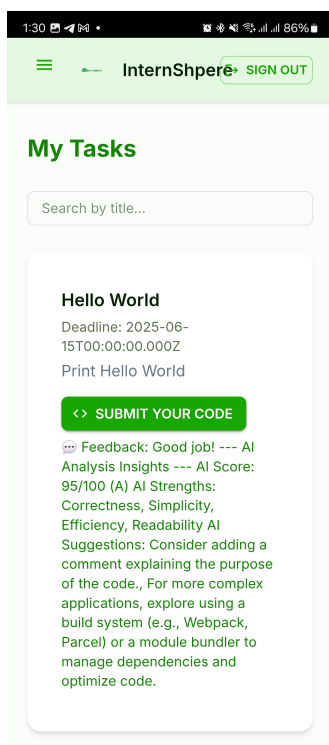 1:30
86%
InternShpere
SIGN OUT
My Tasks
Search by title...
Hello World
Deadline: 2025-06-
15T00:00:00.000Z
Print Hello World
<> SUBMIT YOUR CODE
💬 Feedback: Good job! --- AI
Analysis Insights --- AI Score:
95/100 (A) AI Strengths:
Correctness, Simplicity,
Efficiency, Readability AI
Suggestions: Consider adding a
comment explaining the purpose
of the code., For more complex
applications, explore using a
build system (e.g., Webpack,
Parcel) or a module bundler to
manage dependencies and
optimize code.